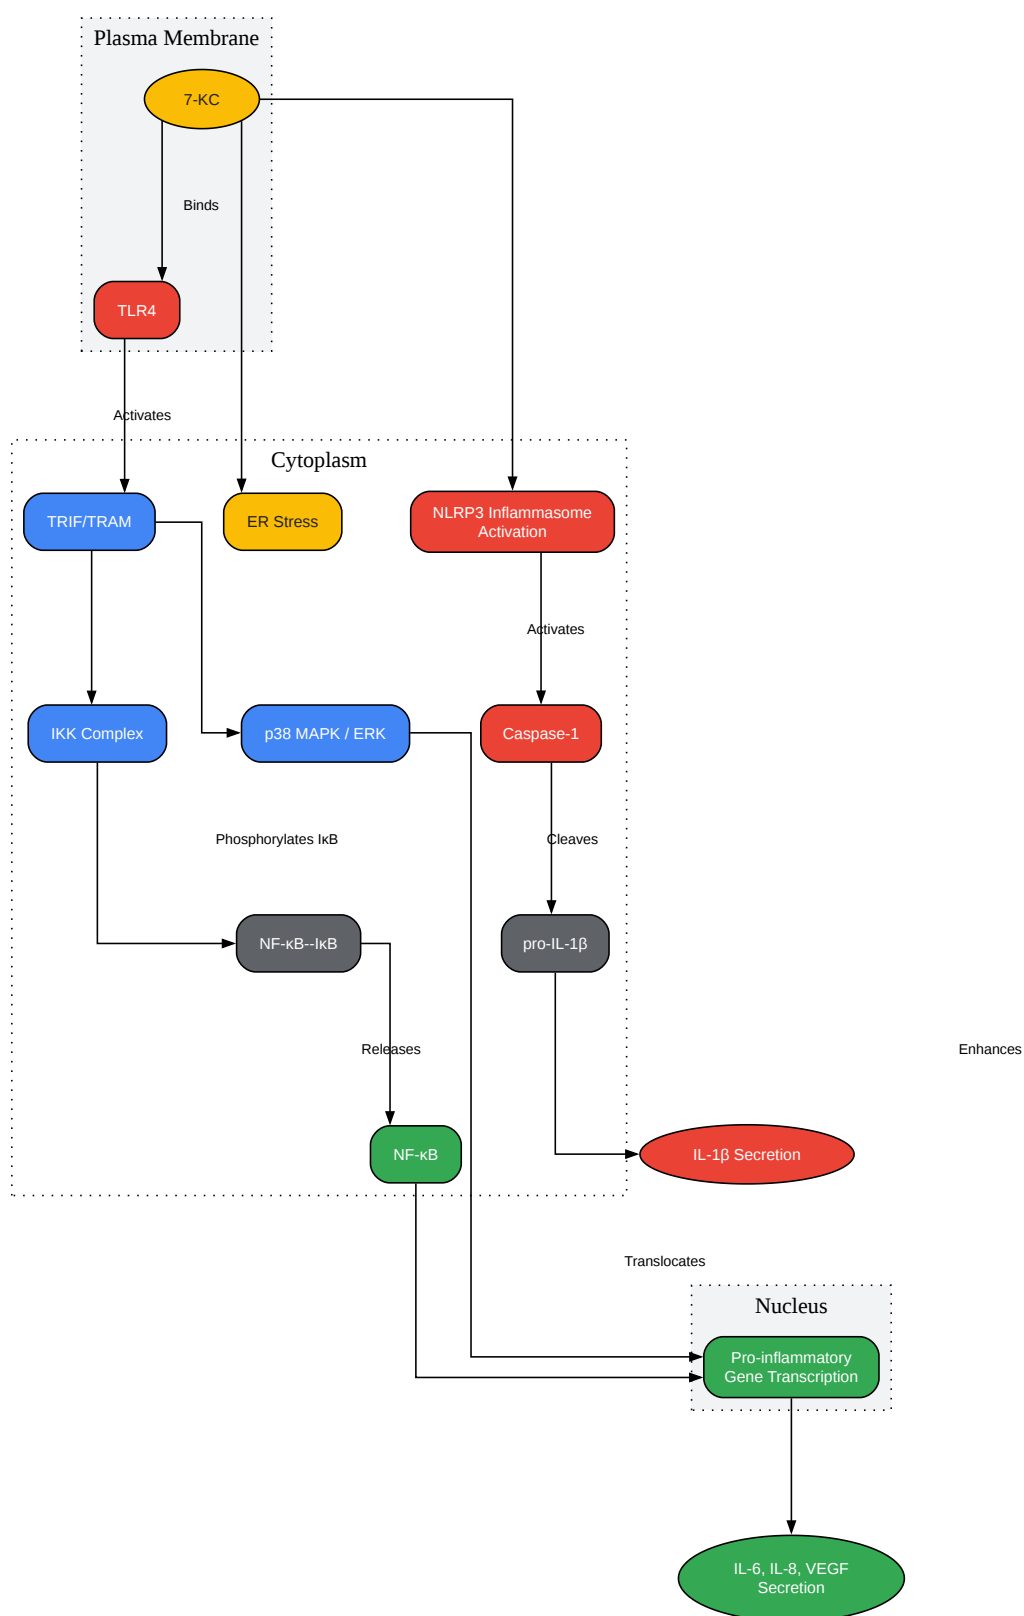 Plasma Membrane
7-KC
Binds
TLR4
Activates
Cytoplasm
TRIF/TRAM
ER Stress
NLRP3 Inflammasome
Activation
Activates
IKK Complex
p38 MAPK / ERK
Caspase-1
Phosphorylates IκB
Cleaves
NF-κB--IκB
pro-IL-1β
Releases
Enhances
NF-κB
IL-1β Secretion
Translocates
Nucleus
Pro-inflammatory
Gene Transcription
IL-6, IL-8, VEGF
Secretion